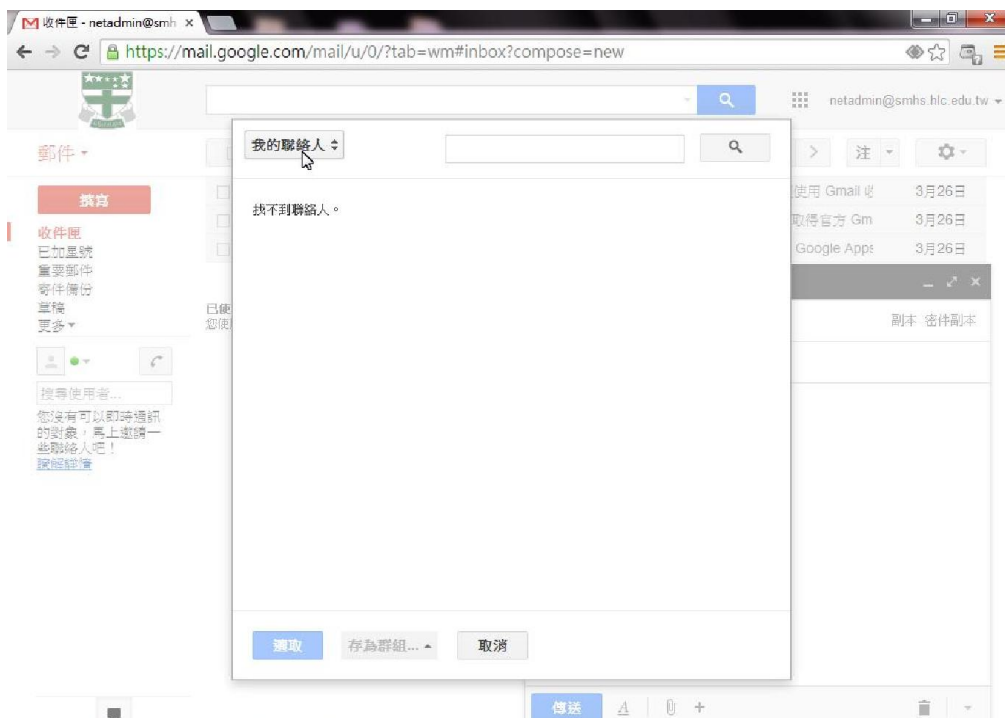 收件匣 - netadmin@smh
https://mail.google.com/mail/u/0/?tab=wm#inbox?compose=new
netadmin@smhs.hlc.edu.tw
郵件
我的聯絡人
注
撰寫
找不到聯絡人。
使用 Gmail
3月26日
取得官方 Gm
3月26日
Google Apps
3月26日
收件匣
已加星號
重要郵件
寄件備份
草稿
更多
已使
您使
副本 密件副本
搜尋使用者...
您沒有可以即時通訊
的對象,馬上邀請一
些聯絡人吧!
瞭解詳情
選取
存為群組...
取消
傳送